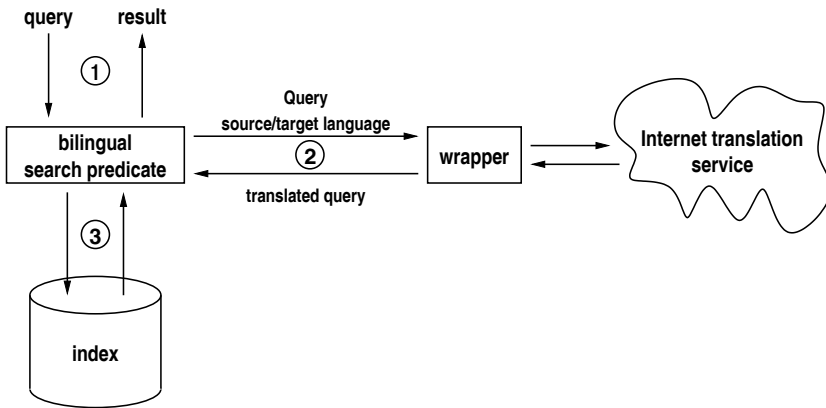 query
result
1
Query
source/target language
bilingual
search predicate
2
wrapper
Internet translation
service
translated query
3
index